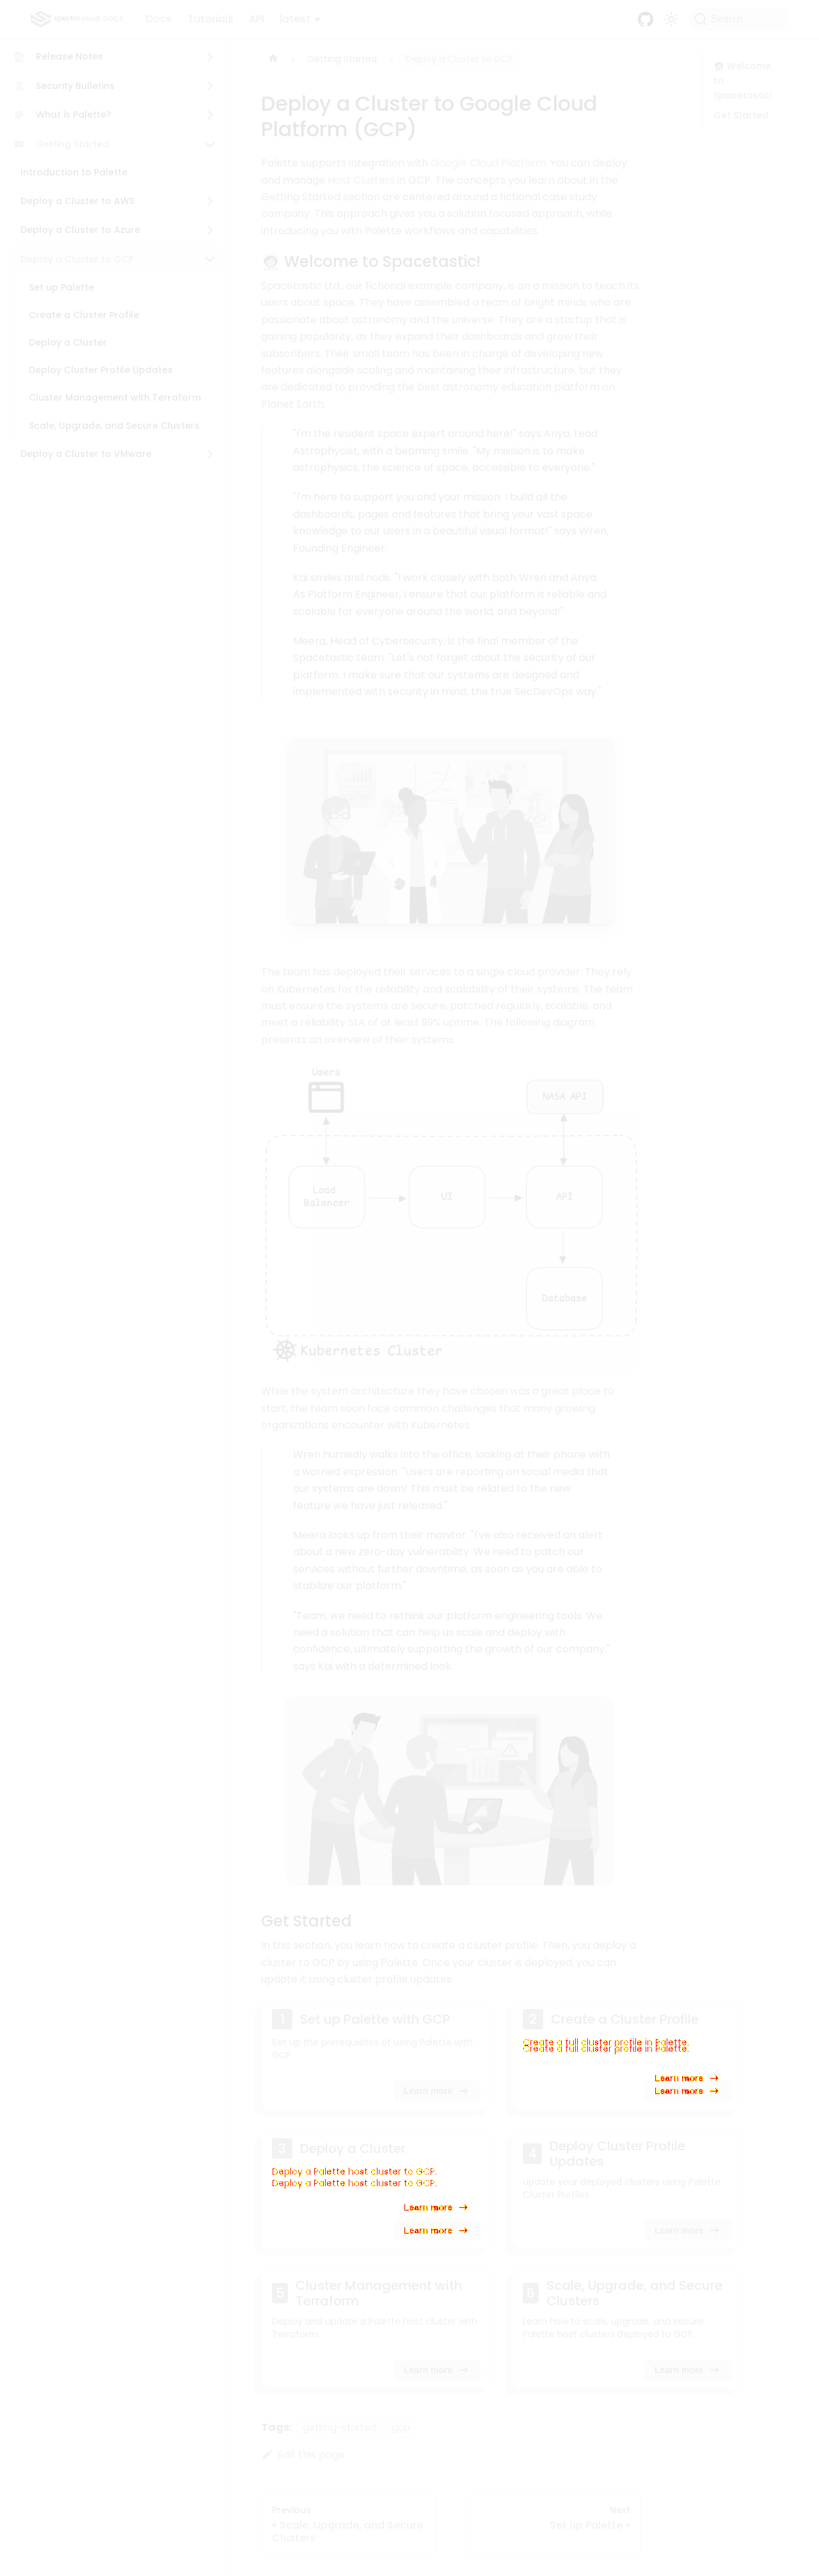 spectro cloud DOCS
Docs
Tutorials
API
latest
Search
Release Notes
Security Bulletins
What is Palette?
Getting Started
Introduction to Palette
Deploy a Cluster to AWS
Deploy a Cluster to Azure
Deploy a Cluster to GCP
Set up Palette
Create a Cluster Profile
Deploy a Cluster
Deploy Cluster Profile Updates
Cluster Management with Terraform
Scale, Upgrade, and Secure Clusters
Deploy a Cluster to VMware
Getting Started
Deploy a Cluster to GCP
Deploy a Cluster to Google Cloud
Platform (GCP)
Palette supports integration with Google Cloud Platform. You can deploy
and manage Host Clusters in GCP. The concepts you learn about in the
Getting Started section are centered around a fictional case study
company. This approach gives you a solution focused approach, while
introducing you with Palette workflows and capabilities.
Welcome to Spacetastic!
Spacetastic Ltd., our fictional example company, is on a mission to teach its
users about space. They have assembled a team of bright minds who are
passionate about astronomy and the universe. They are a startup that is
gaining popularity, as they expand their dashboards and grow their
subscribers. Their small team has been in charge of developing new
features alongside scaling and maintaining their infrastructure, but they
are dedicated to providing the best astronomy education platform on
Planet Earth.
"I'm the resident space expert around here!" says Anya, Lead
Astrophycist, with a beaming smile. "My mission is to make
astrophysics, the science of space, accessible to everyone."
"I'm here to support you and your mission. I build all the
dashboards, pages and features that bring your vast space
knowledge to our users in a beautiful visual format!" says Wren,
Founding Engineer.
Kai smiles and nods. "I work closely with both Wren and Anya.
As Platform Engineer, I ensure that our platform is reliable and
scalable for everyone around the world, and beyond!"
Meera, Head of Cybersecurity, is the final member of the
Spacetastic team. "Let's not forget about the security of our
platform. I make sure that our systems are designed and
implemented with security in mind, the true SecDevOps way."
The team has deployed their services to a single cloud provider. They rely
on Kubernetes for the reliability and scalability of their systems. The team
must ensure the systems are secure, patched regularly, scalable, and
meet a reliability SLA of at least 99% uptime. The following diagram
presents an overview of their systems.
Users
NASA API
Load
Balancer
UI
API
Database
Kubernetes Cluster
While the system architecture they have chosen was a great place to
start, the team soon face common challenges that many growing
organizations encounter with Kubernetes.
Wren hurriedly walks into the office, looking at their phone with
a worried expression. "Users are reporting on social media that
our systems are down! This must be related to the new
feature we have just released."
Meera looks up from their monitor. "I've also received an alert
about a new zero-day vulnerability. We need to patch our
services without further downtime, as soon as you are able to
stabilize our platform."
"Team, we need to rethink our platform engineering tools. We
need a solution that can help us scale and deploy with
confidence, ultimately supporting the growth of our company."
says Kai with a determined look.
Get Started
In this section, you learn how to create a cluster profile. Then, you deploy a
cluster to GCP by using Palette. Once your cluster is deployed, you can
update it using cluster profile updates.
1 Set up Palette with GCP
Set up the prerequisites of using Palette with
GCP.
Learn more →
2 Create a Cluster Profile
Create a full cluster profile in Palette.
Create a full cluster profile in Palette.
Learn more →
Learn more →
3 Deploy a Cluster
Deploy a Palette host cluster to GCP.
Deploy a Palette host cluster to GCP.
Learn more →
Learn more →
4 Deploy Cluster Profile
Updates
Update your deployed clusters using Palette
Cluster Profiles.
Learn more →
5 Cluster Management with
Terraform
Deploy and update a Palette host cluster with
Terraform.
Learn more →
6 Scale, Upgrade, and Secure
Clusters
Learn how to scale, upgrade, and secure
Palette host clusters deployed to GCP.
Learn more →
Tags:
getting-started
gcp
Edit this page
Previous
« Scale, Upgrade, and Secure
Clusters
Next
Set up Palette »
Welcome
to
Spacetastic!
Get Started